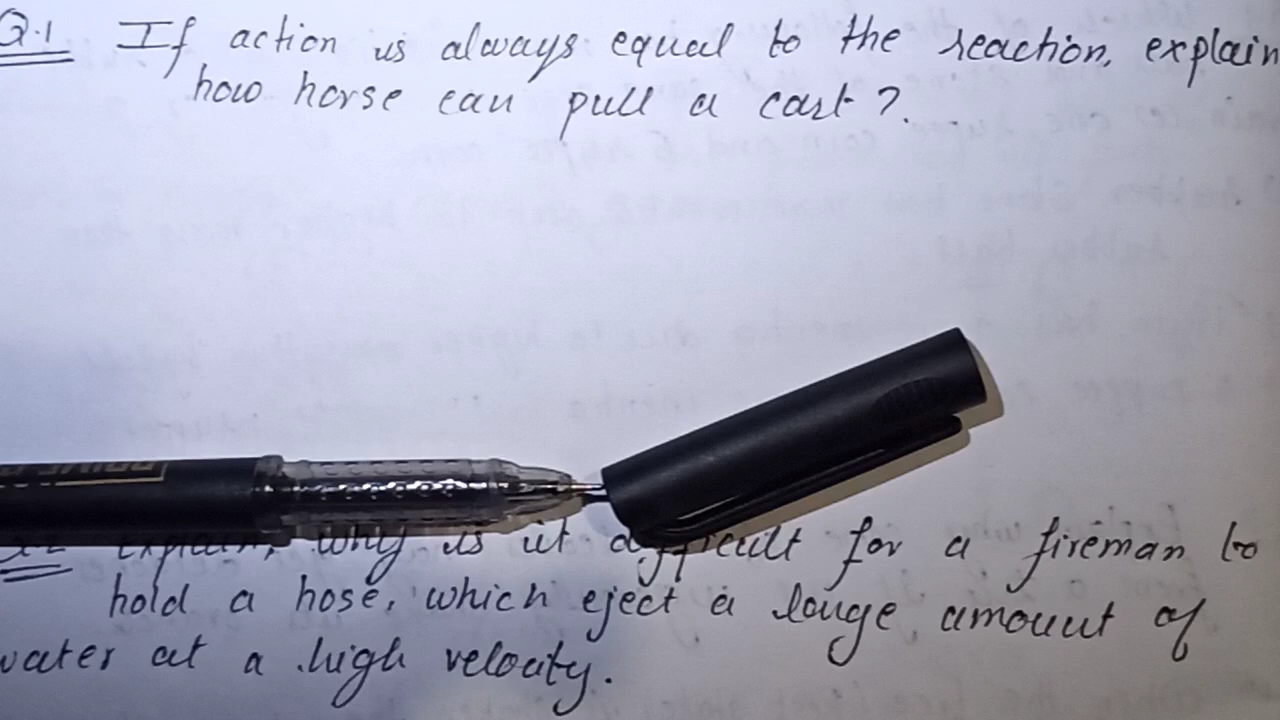 Q.1 If action is always equal to the reaction, explain
how horse can pull a cart ?.
explain, why is it difficult for a fireman to
hold a hose, which eject a large amount of
water at a high velocity.